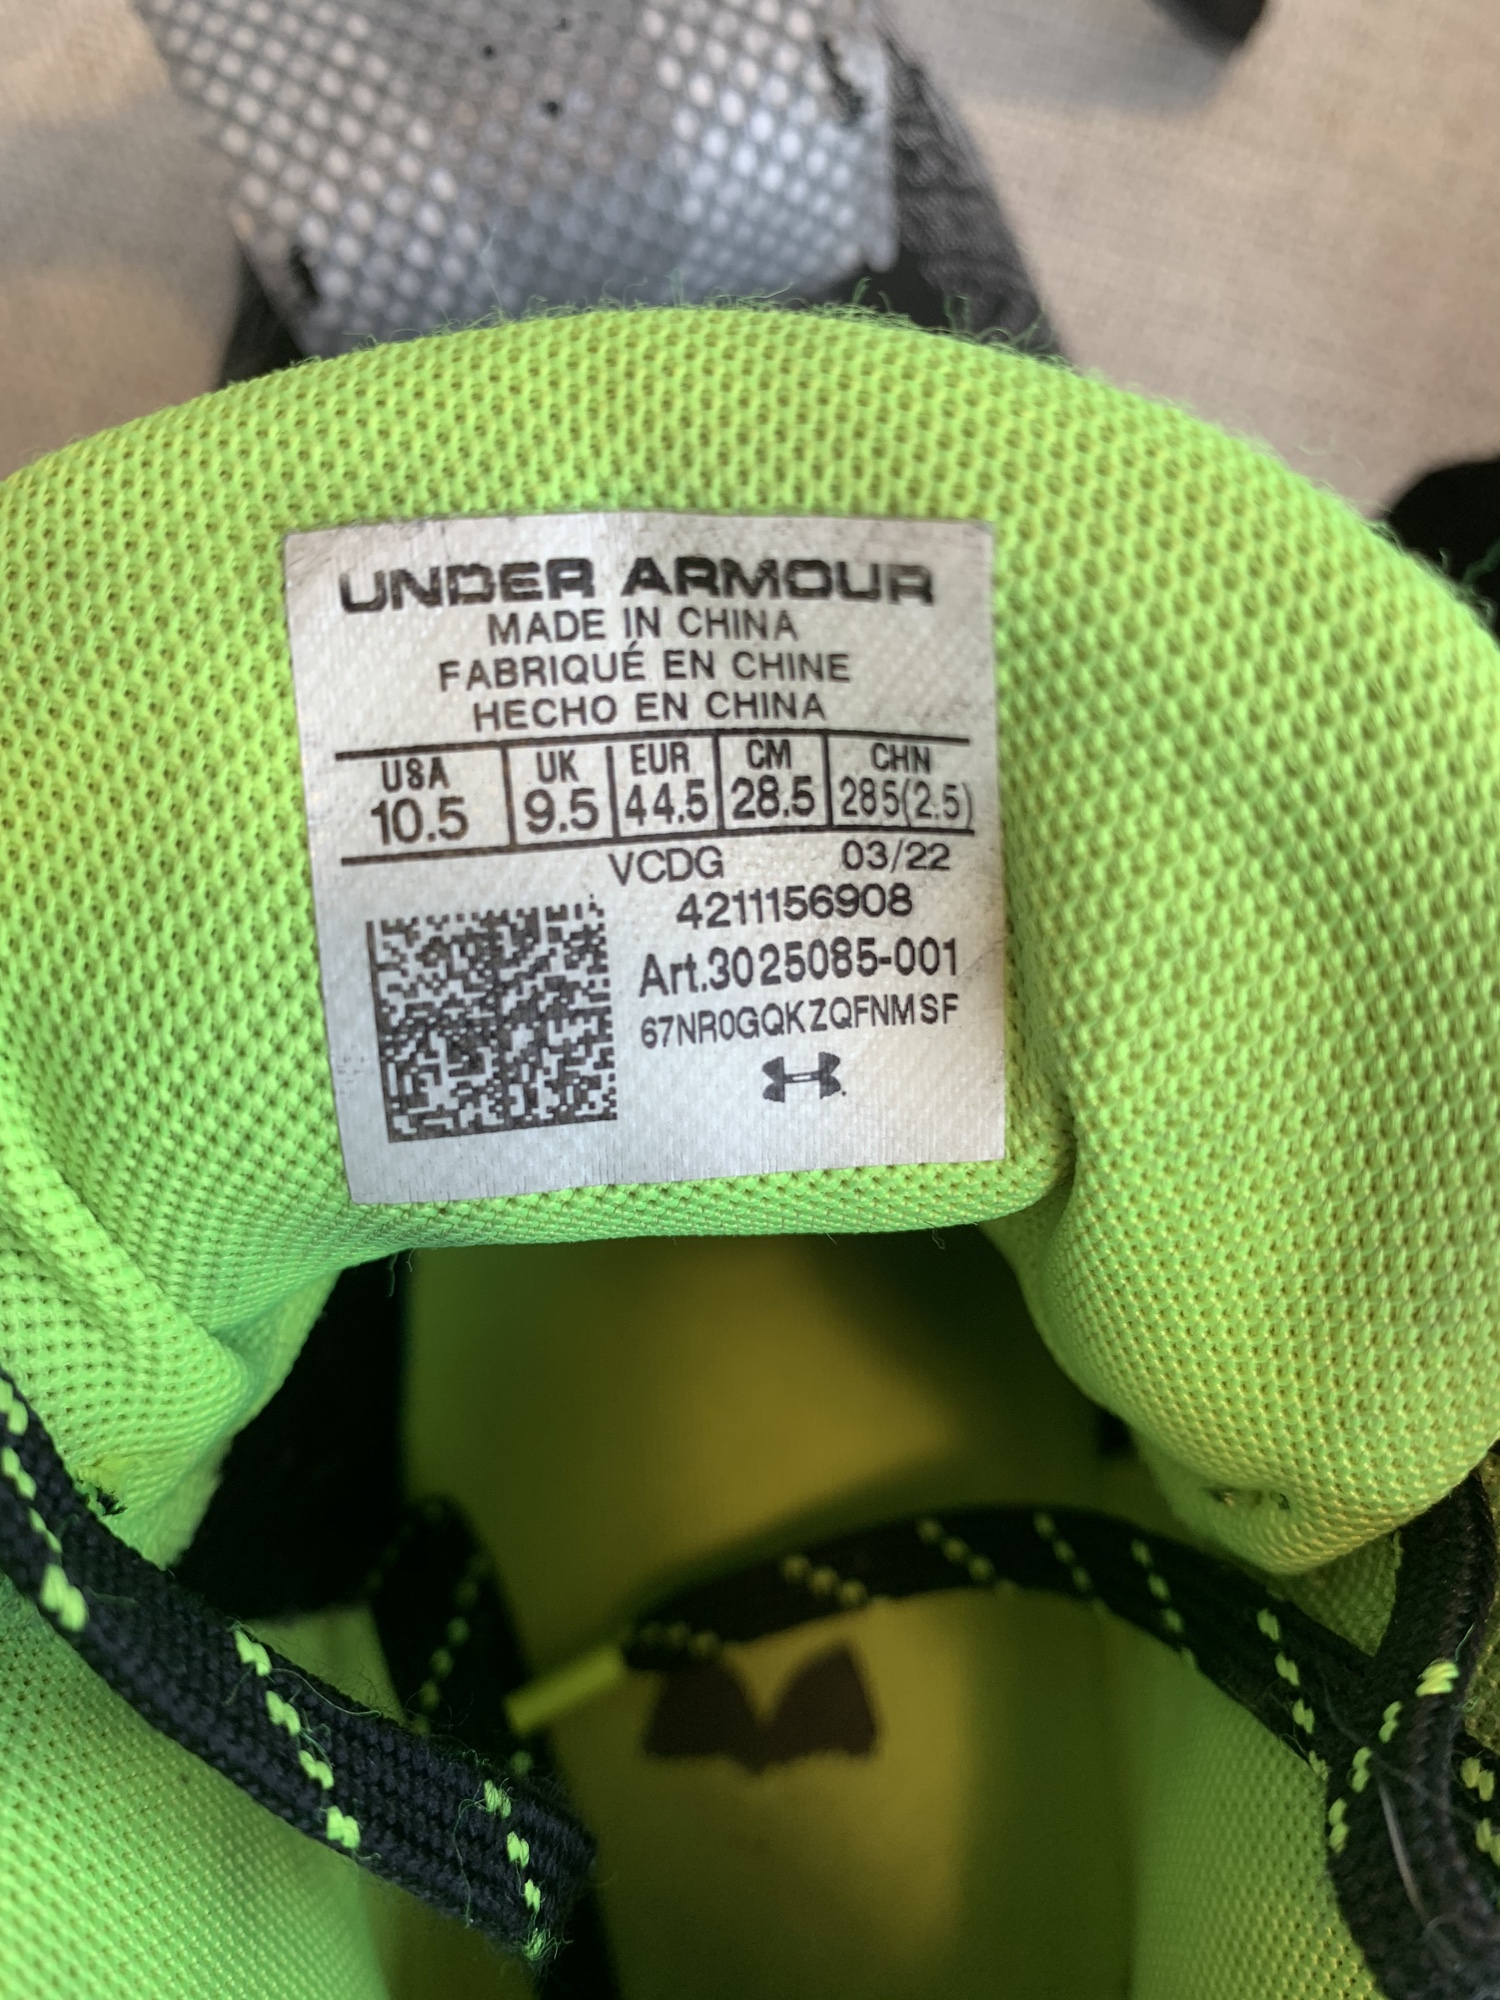 UNDER ARMOUR
MADE IN CHINA
FABRIQUÉ EN CHINE
HECHO EN CHINA
USA UK EUR CM CHN
10.5 9.5 44.5 28.5 285(2.5)
VCDG 03/22
4211156908
Art.3025085-001
67NR0GQKZQFNMSF